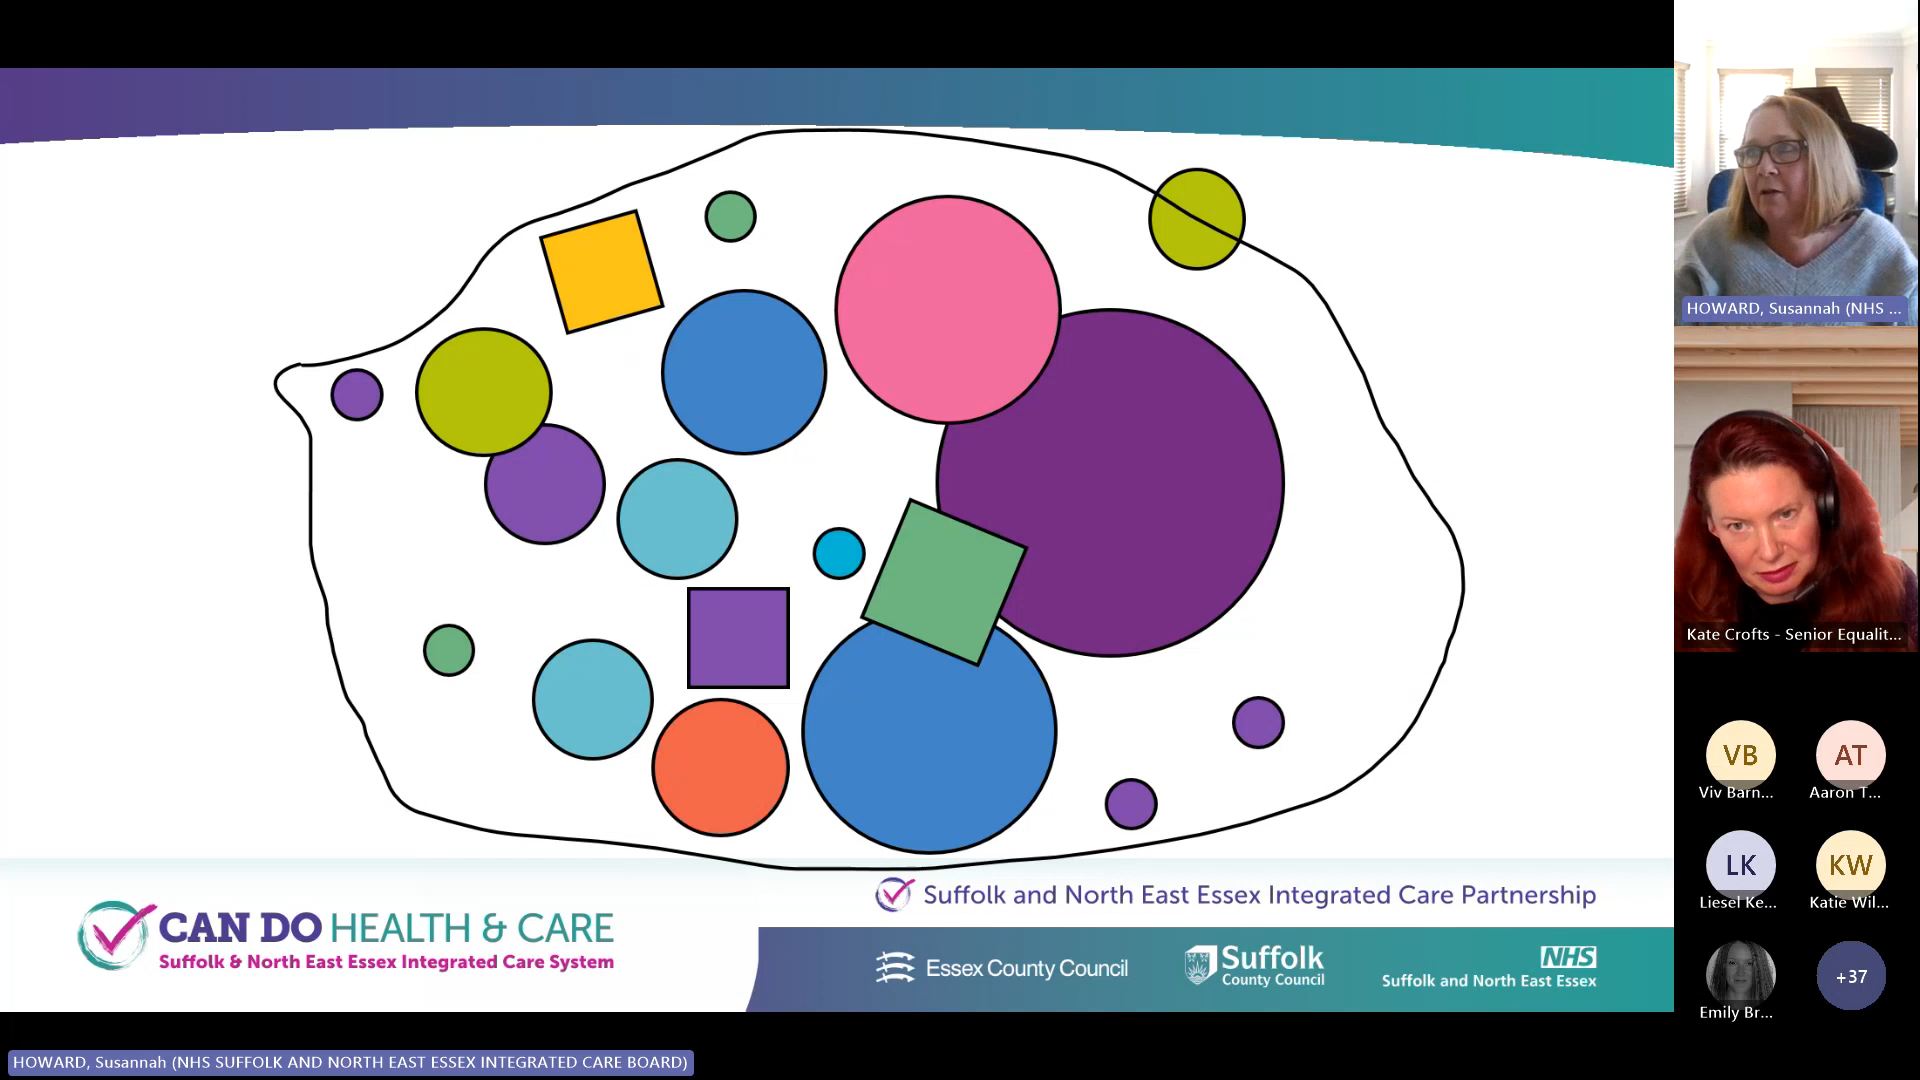 HOWARD, Susannah (NHS ...
Kate Crofts - Senior Equalit...
VB
AT
Viv Barn...
Aaron T...
LK
KW
Liesel Ke...
Katie Wil...
+37
Emily Br...
Suffolk and North East Essex Integrated Care Partnership
CAN DO HEALTH & CARE
Suffolk & North East Essex Integrated Care System
Essex County Council
Suffolk
County Council
NHS
Suffolk and North East Essex
HOWARD, Susannah (NHS SUFFOLK AND NORTH EAST ESSEX INTEGRATED CARE BOARD)